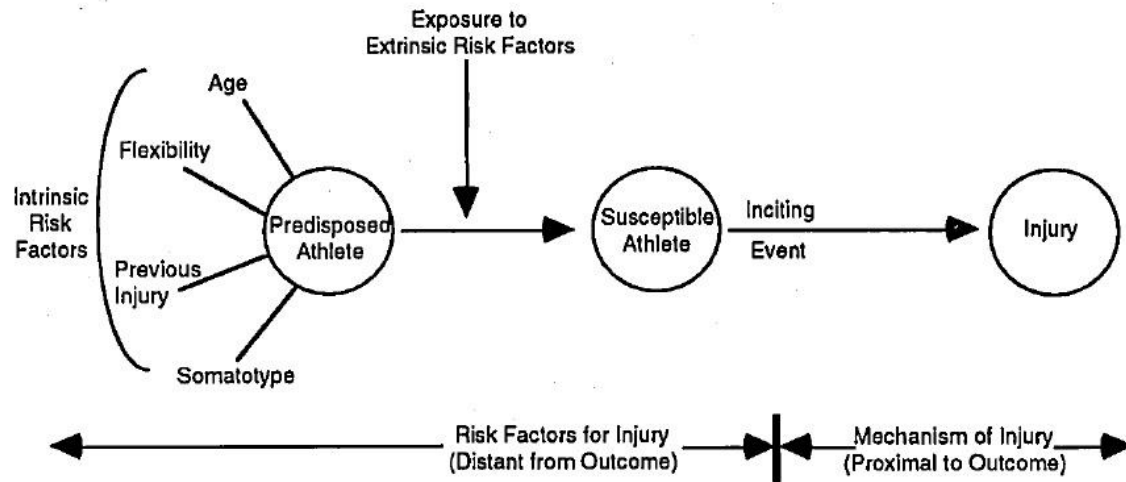 Exposure to
Extrinsic Risk Factors
Age
Flexibility
Intrinsic
Risk
Factors
Predisposed
Athlete
Previous
Injury
Somatotype
Susceptible
Athlete
Inciting
Event
Injury
Risk Factors for Injury
(Distant from Outcome)
Mechanism of Injury
(Proximal to Outcome)